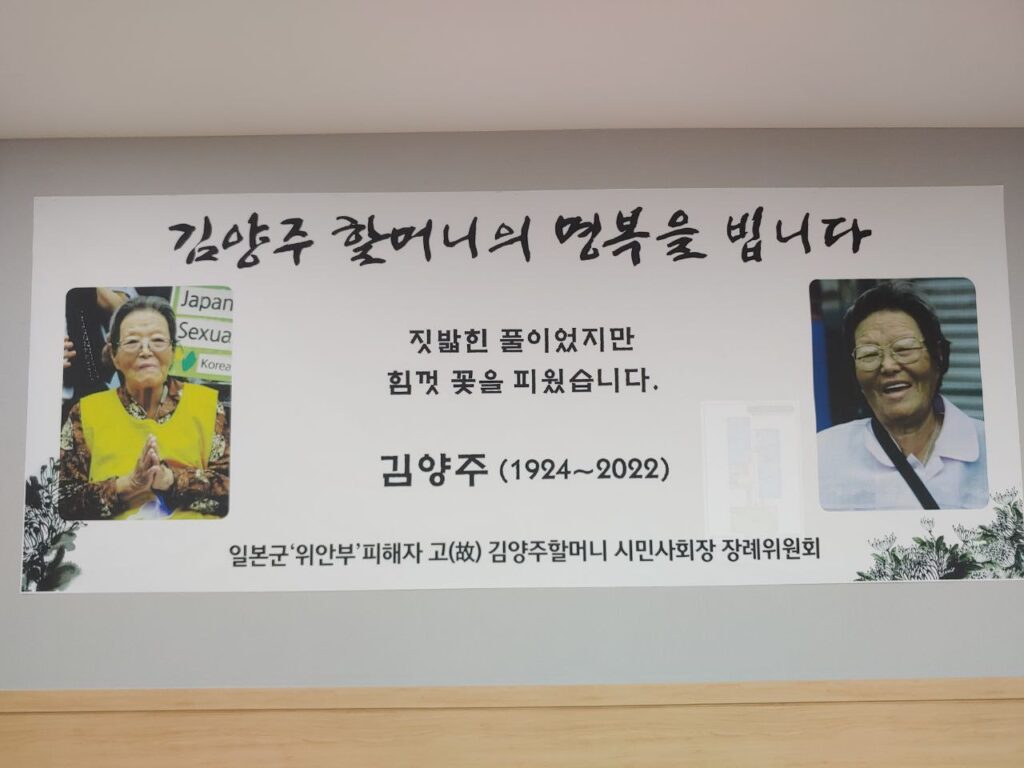 김양주 할머니의 명복을 빕니다
Japan
Sexua
Korea
짓밟힌 풀이었지만
힘껏 꽃을 피웠습니다.
김양주 (1924~2022)
일본군‘위안부’피해자 고(故) 김양주할머니 시민사회장 장례위원회